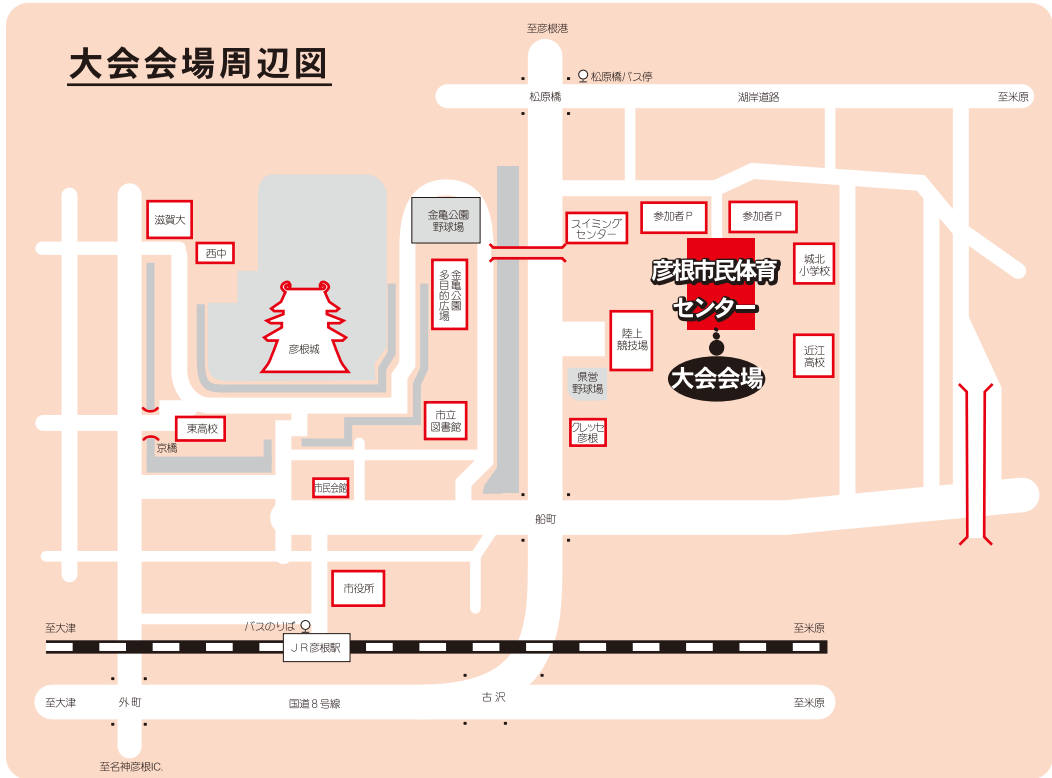 至彦根港
大会会場周辺図
松原橋バス停
松原橋
湖岸道路
至米原
滋賀大
西中
金亀公園
野球場
スイミング
センター
参加者P
参加者P
彦根市民体育
センター
城北
小学校
金亀公園
多目的広場
彦根城
陸上
競技場
近江
高校
大会会場
県営
野球場
市立
図書館
東高校
クレッセ
彦根
京橋
市民会館
船町
市役所
バスのりば
至大津
至米原
JR彦根駅
至大津
外町
国道8号線
古沢
至米原
至名神彦根IC.